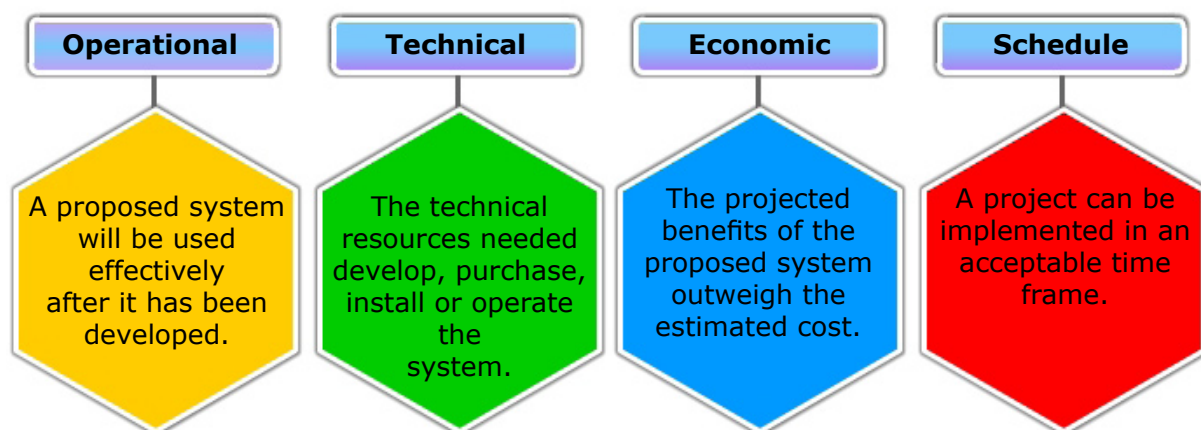 Operational
A proposed system
will be used
effectively
after it has been
developed.
Technical
The technical
resources needed
develop, purchase,
install or operate
the
system.
Economic
The projected
benefits of the
proposed system
outweigh the
estimated cost.
Schedule
A project can be
implemented in an
acceptable time
frame.